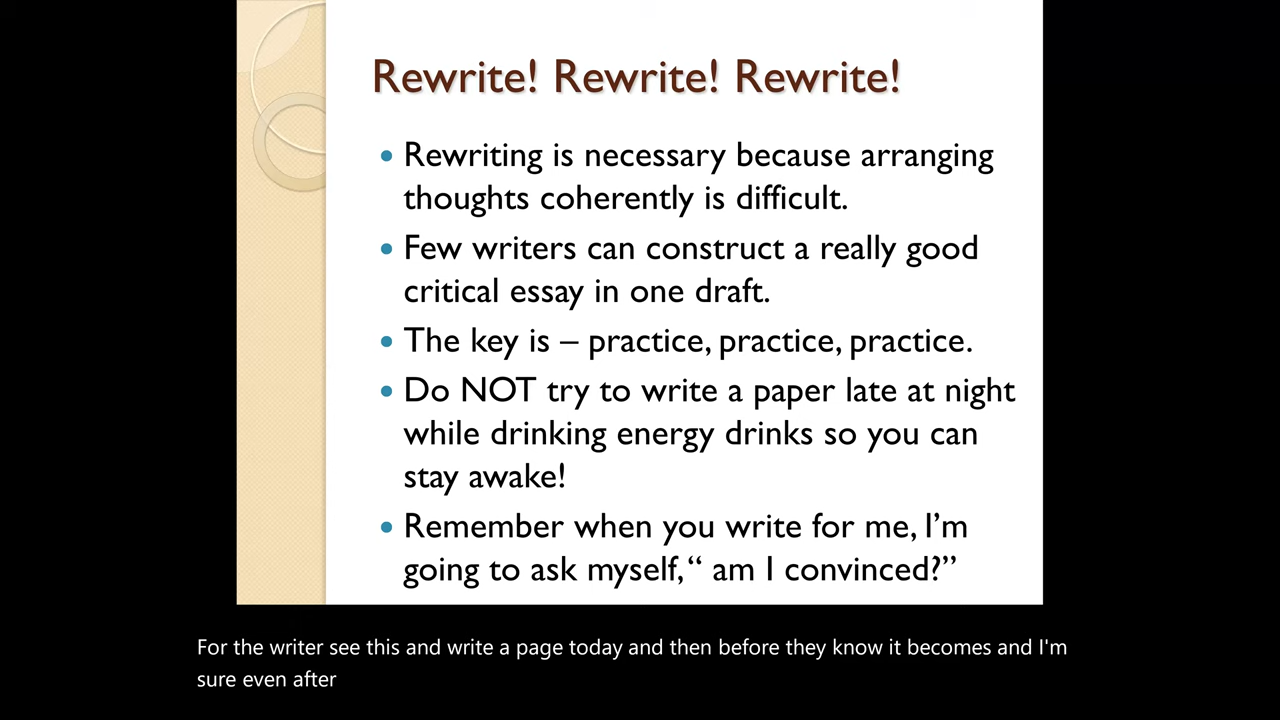 Rewrite! Rewrite! Rewrite!
• Rewriting is necessary because arranging
thoughts coherently is difficult.
• Few writers can construct a really good
critical essay in one draft.
• The key is – practice, practice, practice.
• Do NOT try to write a paper late at night
while drinking energy drinks so you can
stay awake!
• Remember when you write for me, I’m
going to ask myself, “ am I convinced?”
For the writer see this and write a page today and then before they know it becomes and I'm
sure even after